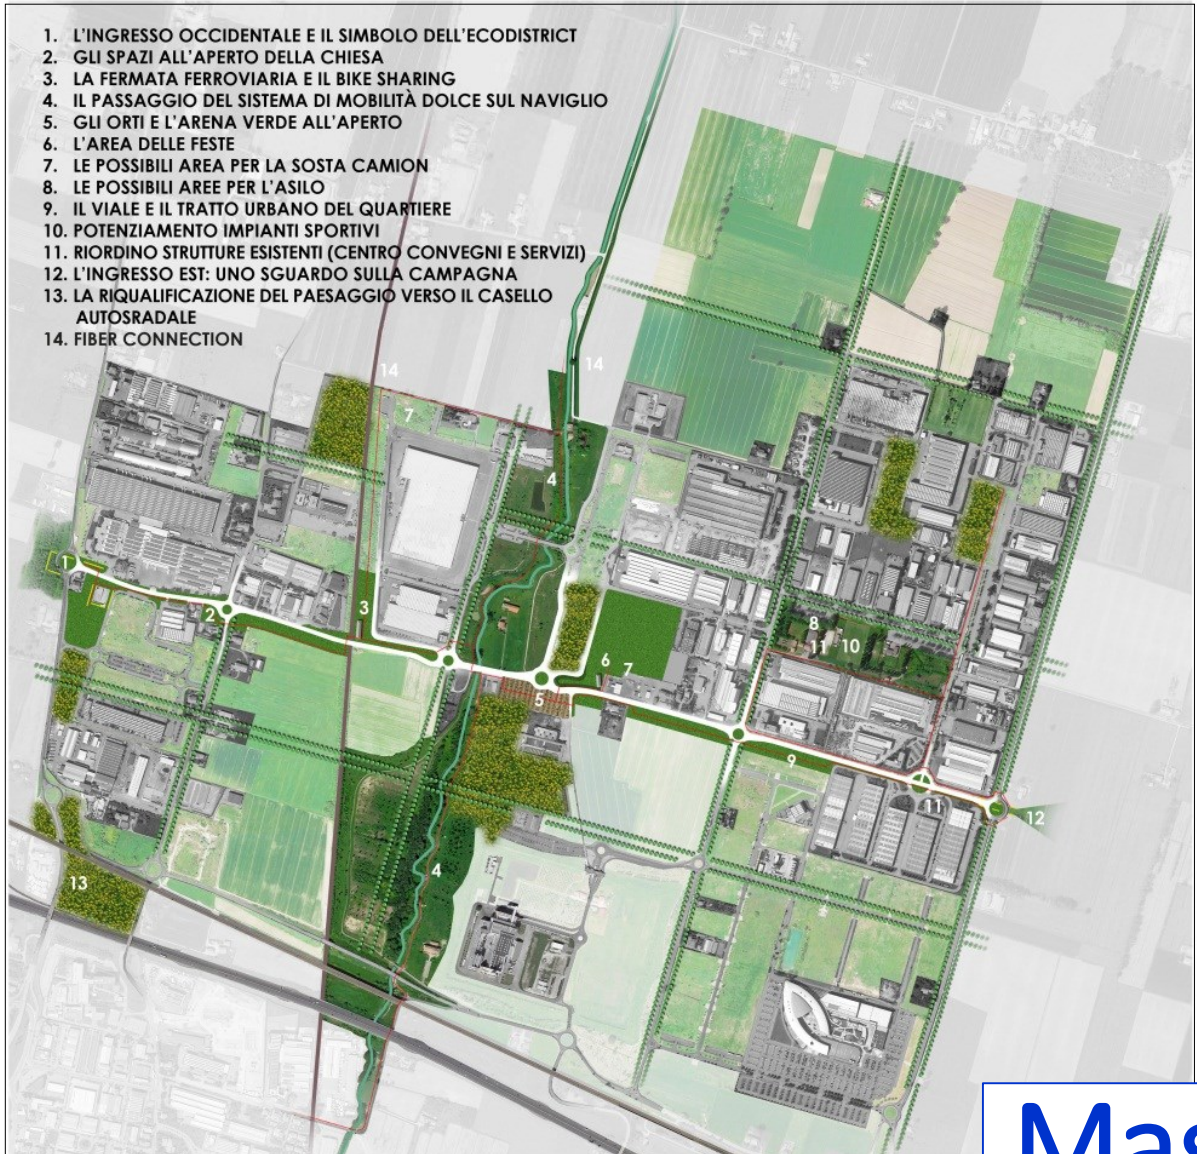 1. L'INGRESSO OCCIDENTALE E IL SIMBOLO DELL'ECODISTRICT
2. GLI SPAZI ALL'APERTO DELLA CHIESA
3. LA FERMATA FERROVIARIA E IL BIKE SHARING
4. IL PASSAGGIO DEL SISTEMA DI MOBILITÀ DOLCE SUL NAVIGLIO
5. GLI ORTI E L'ARENA VERDE ALL'APERTO
6. L'AREA DELLE FESTE
7. LE POSSIBILI AREA PER LA SOSTA CAMION
8. LE POSSIBILI AREE PER L'ASILO
9. IL VIALE E IL TRATTO URBANO DEL QUARTIERE
10. POTENZIAMENTO IMPIANTI SPORTIVI
11. RIORDINO STRUTTURE ESISTENTI (CENTRO CONVEGNI E SERVIZI)
12. L'INGRESSO EST: UNO SGUARDO SULLA CAMPAGNA
13. LA RIQUALIFICAZIONE DEL PAESAGGIO VERSO IL CASELLO
AUTOSRADALE
14. FIBER CONNECTION
14
14
7
4
1
2
3
8
11 - 10
6
7
5
9
11
12
4
13
Mas